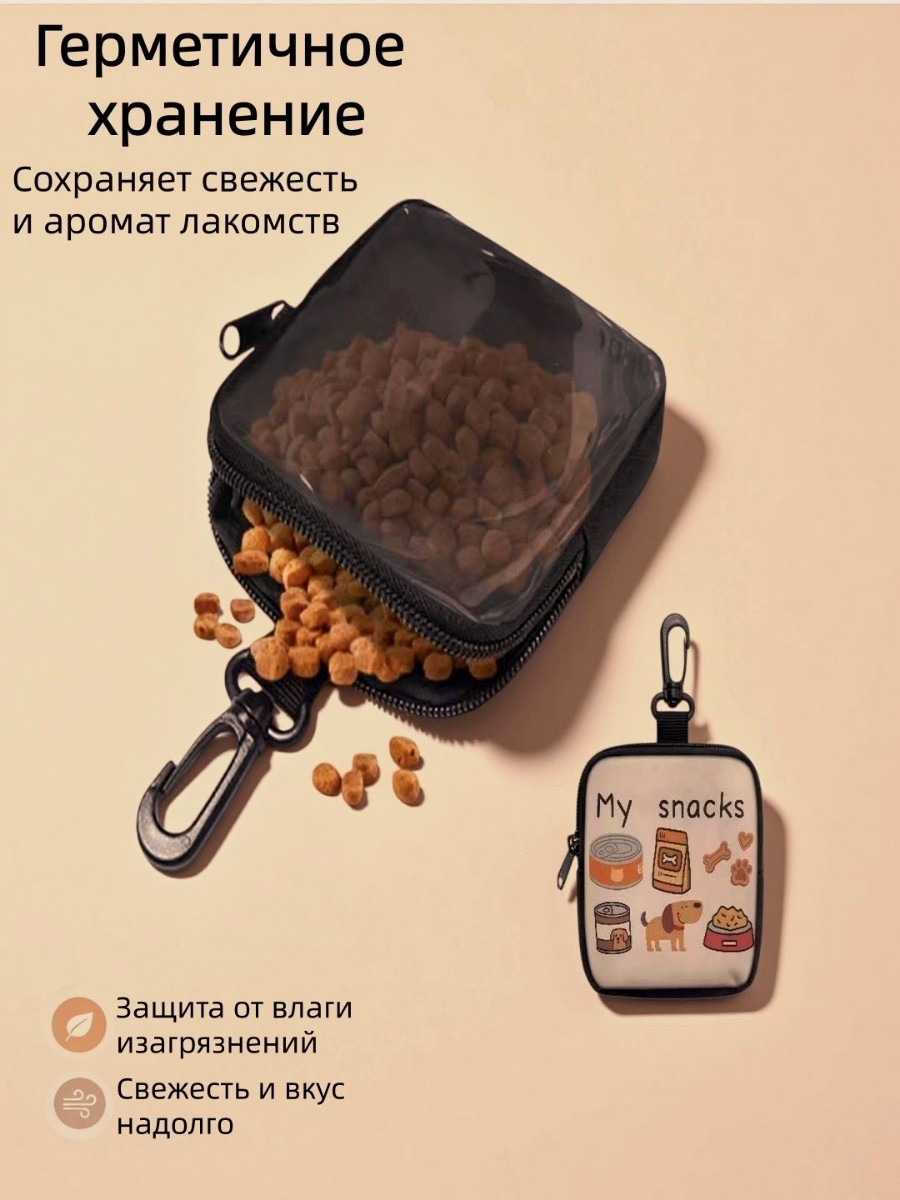 Герметичное
хранение
Сохраняет свежесть
и аромат лакомств
My snacks
Защита от влаги
изагрязнений
Свежесть и вкус
надолго